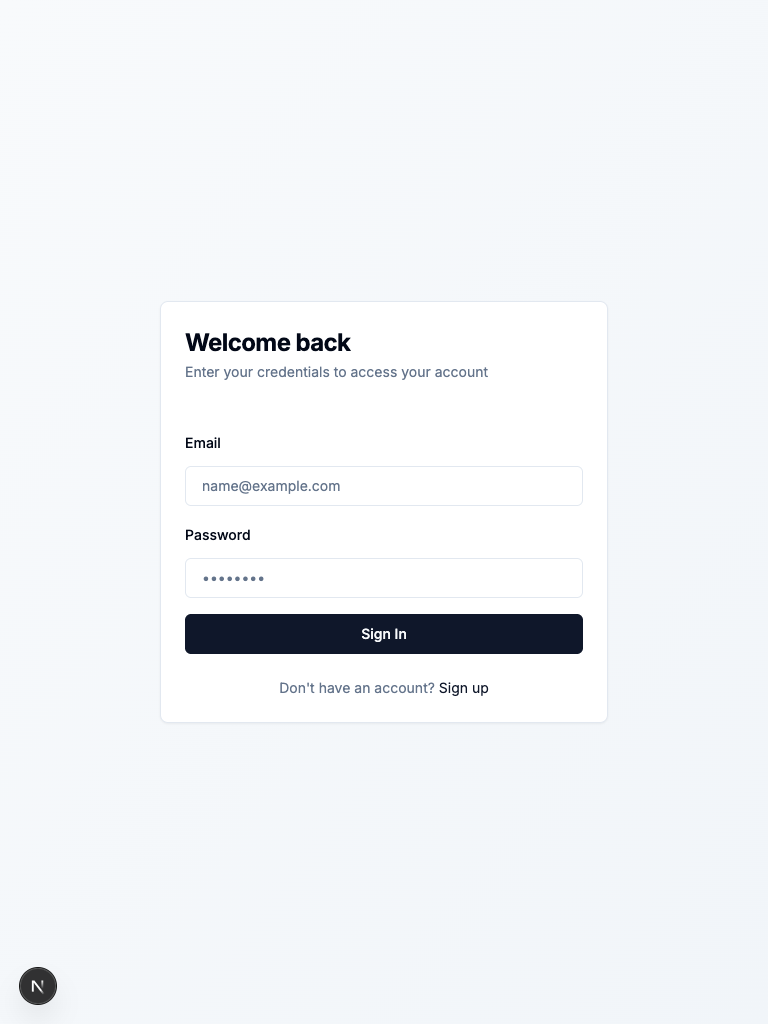 Welcome back
Enter your credentials to access your account
Email
name@example.com
Password
••••••••
Sign In
Don't have an account? Sign up
N